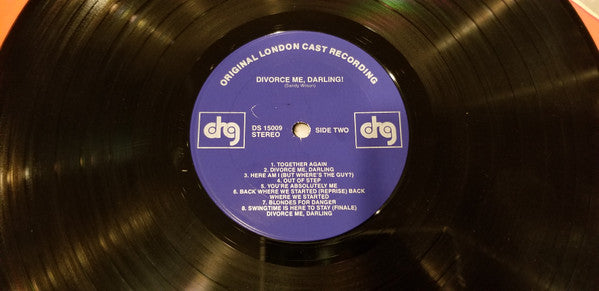 ORIGINAL LONDON CAST RECORDING
DIVORCE ME, DARLING!
(Sandy Wilson)
drg
DS 15009
STEREO
SIDE TWO
drg
1. TOGETHER AGAIN
2. DIVORCE ME, DARLING
3. HERE AM I (BUT WHERE'S THE GUY?)
4. OUT OF STEP
5. YOU'RE ABSOLUTELY ME
6. BACK WHERE WE STARTED (REPRISE) BACK
WHERE WE STARTED
7. BLONDES FOR DANGER
8. SWINGTIME IS HERE TO STAY (FINALE)
DIVORCE ME, DARLING